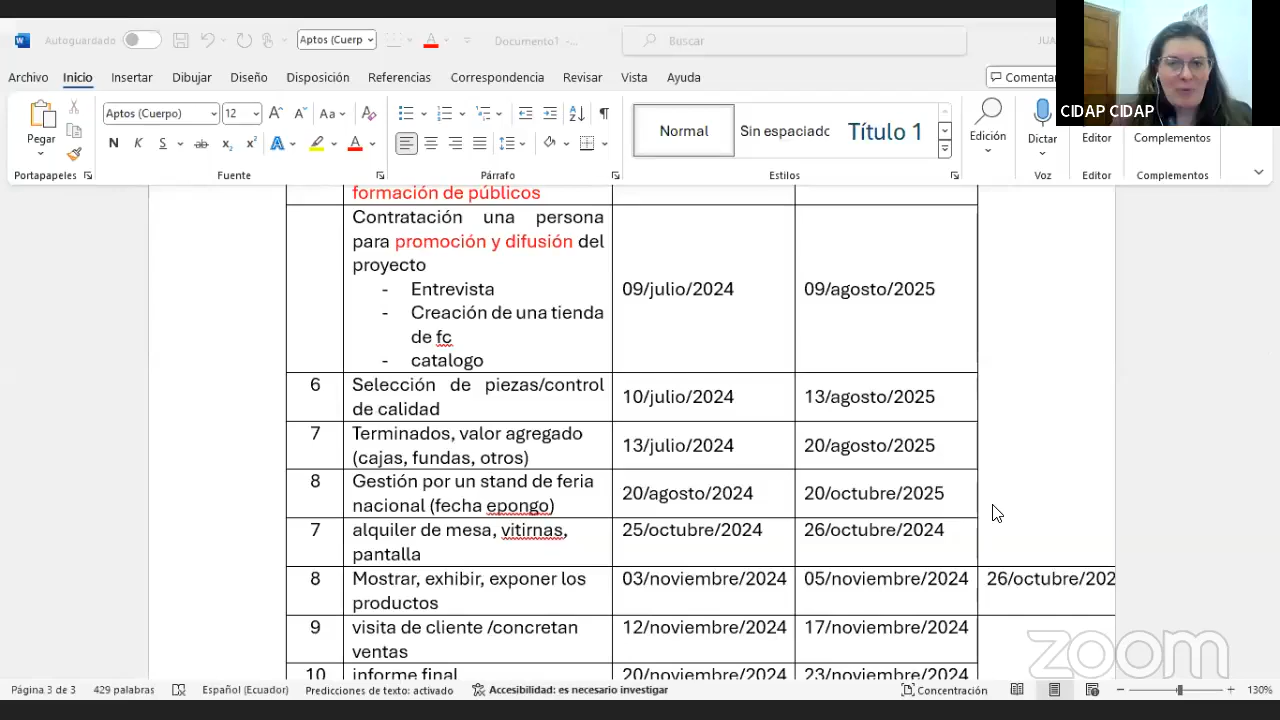 Autoguardado
Aptos (Cuerp
Documento1 -...
Buscar
JUA
Archivo Inicio Insertar Dibujar Diseño Disposición Referencias Correspondencia Revisar Vista Ayuda
Comentar
CIDAP CIDAP
Pegar
Aptos (Cuerpo) 12
Normal
Sin espaciado
Título 1
Edición
Dictar
Editor
Complementos
Portapapeles Fuente Párrafo Estilos Voz Editor Complementos
formación de públicos
Contratación una persona
para promoción y difusión del
proyecto
- Entrevista
- Creación de una tienda
de fc
- catalogo
09/julio/2024 09/agosto/2025
6 Selección de piezas/control
de calidad
10/julio/2024 13/agosto/2025
7 Terminados, valor agregado
(cajas, fundas, otros)
13/julio/2024 20/agosto/2025
8 Gestión por un stand de feria
nacional (fecha epongo)
20/agosto/2024 20/octubre/2025
7 alquiler de mesa, vitirnas,
pantalla
25/octubre/2024 26/octubre/2024
8 Mostrar, exhibir, exponer los
productos
03/noviembre/2024 05/noviembre/2024 26/octubre/202
9 visita de cliente /concretan
ventas
12/noviembre/2024 17/noviembre/2024
10 informe final 20/noviembre/2024 23/noviembre/2024
zoom
Página 3 de 3 429 palabras Español (Ecuador) Predicciones de texto: activado Accesibilidad: es necesario investigar Concentración 130%